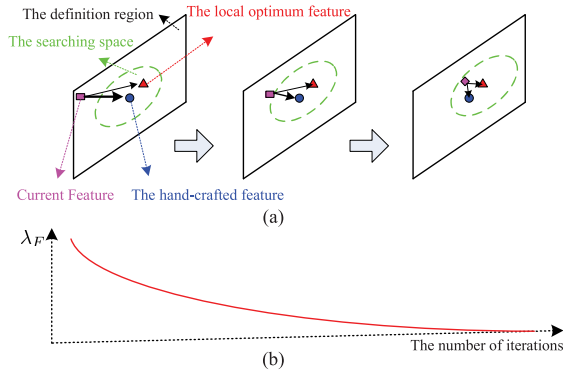 The definition region
The local optimum feature
The searching space
Current Feature
The hand-crafted feature
(a)
λ_F
The number of iterations
(b)